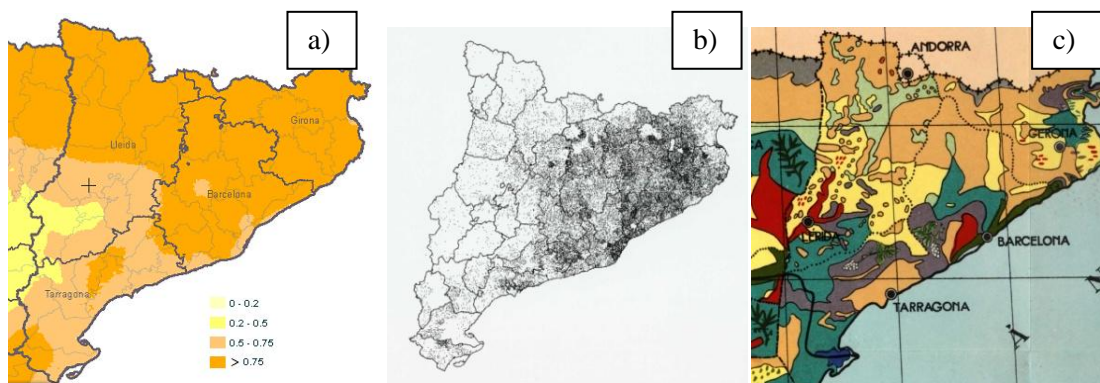 a)
Girona
Lleida
Barcelona
Tarragona
0 - 0.2
0.2 - 0.5
0.5 - 0.75
> 0.75
b)
c)
ANDORRA
GERONA
LERIDA
BARCELONA
TARRAGONA